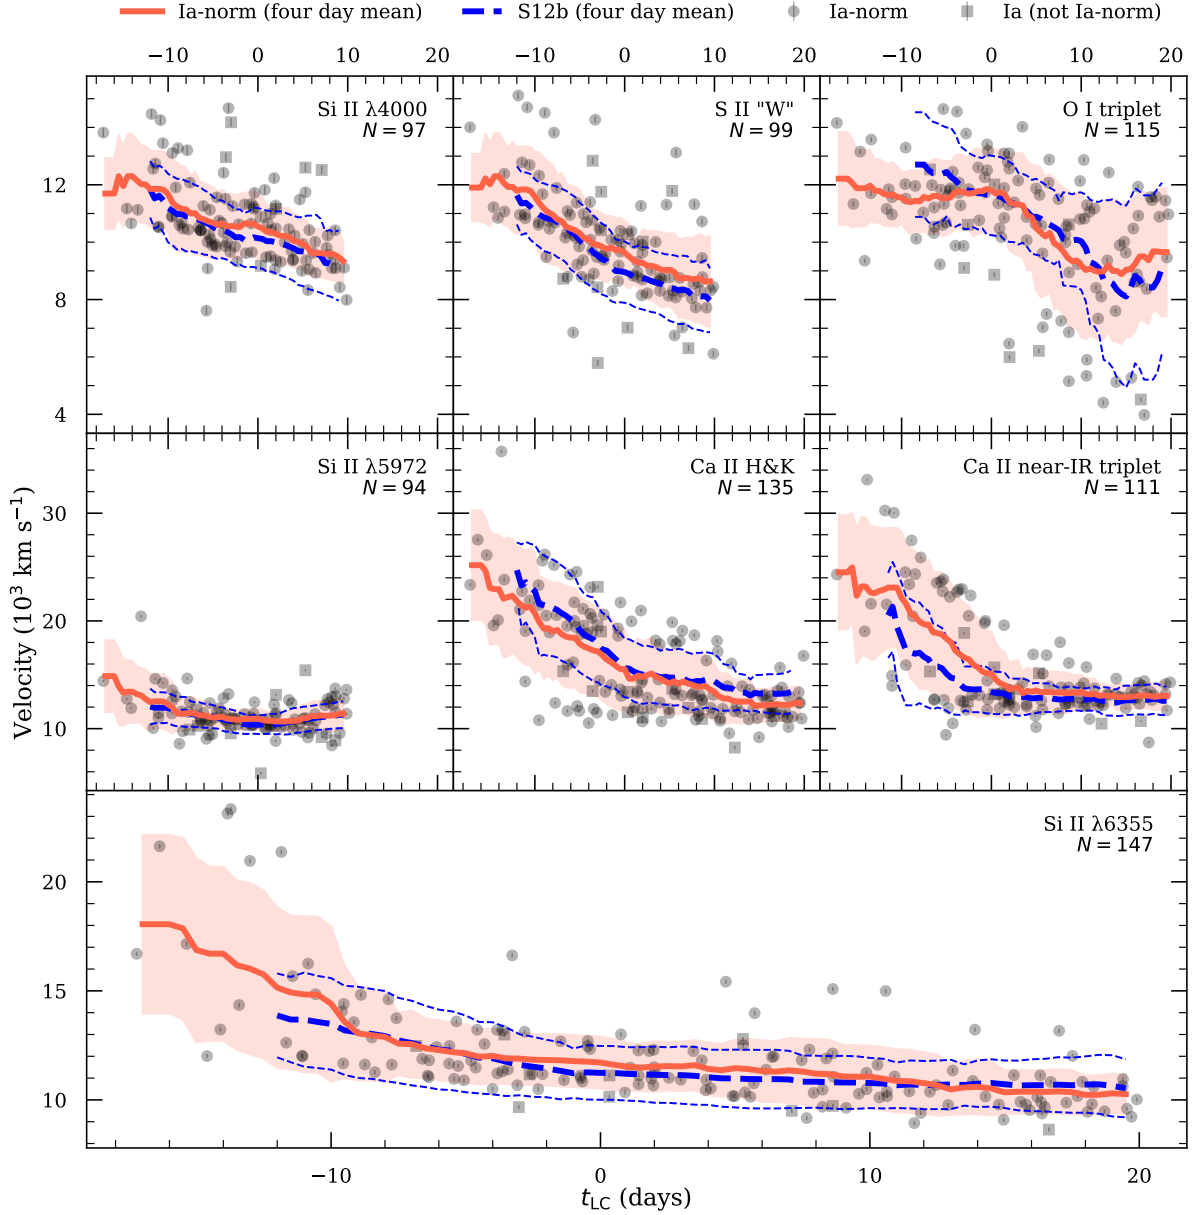 Ia-norm (four day mean) S12b (four day mean) Ia-norm Ia (not Ia-norm)
−10 0 10 20 −10 0 10 20 −10 0 10 20
Si II λ4000
N = 97
S II "W"
N = 99
O I triplet
N = 115
12
8
4
Si II λ5972
N = 94
Ca II H&K
N = 135
Ca II near-IR triplet
N = 111
30
20
10
Velocity (10³ km s⁻¹)
Si II λ6355
N = 147
20
15
10
−10 0 10 20
t_LC (days)